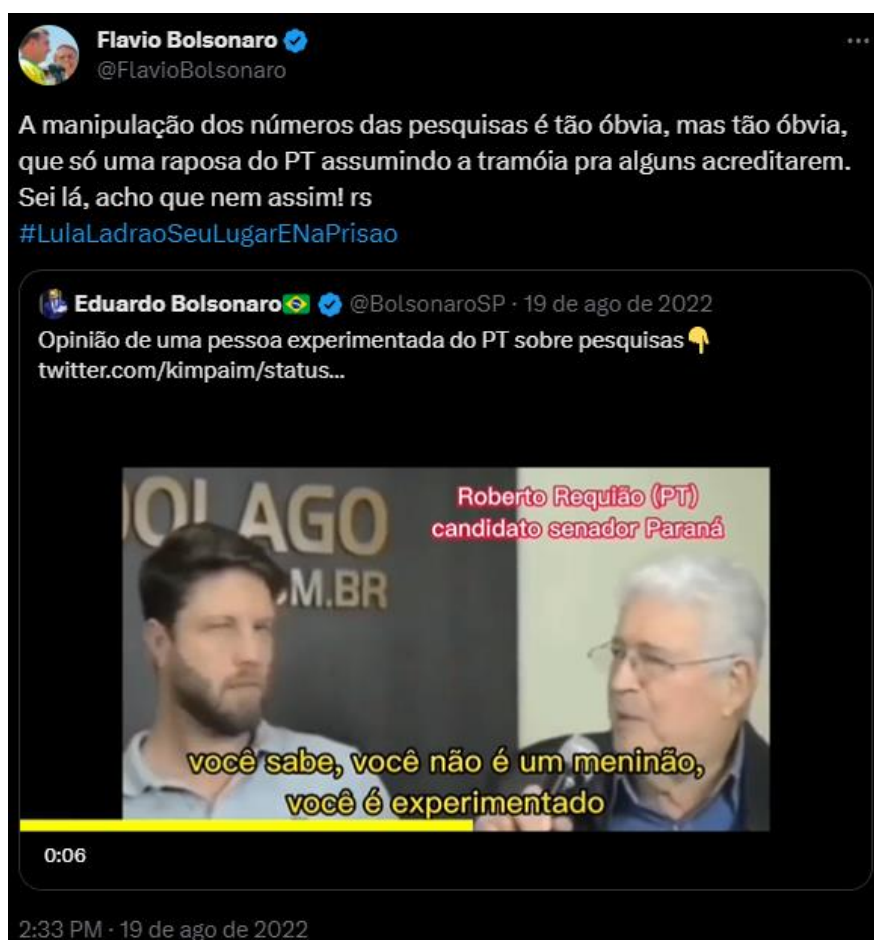 Flavio Bolsonaro
@FlavioBolsonaro
A manipulação dos números das pesquisas é tão óbvia, mas tão óbvia,
que só uma raposa do PT assumindo a tramóia pra alguns acreditarem.
Sei lá, acho que nem assim! rs
#LulaLadraoSeuLugarENaPrisao
Eduardo Bolsonaro🇧🇷 @BolsonaroSP · 19 de ago de 2022
Opinião de uma pessoa experimentada do PT sobre pesquisas👇
twitter.com/kimpaim/status...
OLAGO
Roberto Requião (PT)
candidato senador Paraná
.M.BR
você sabe, você não é um meninão,
você é experimentado
0:06
2:33 PM · 19 de ago de 2022